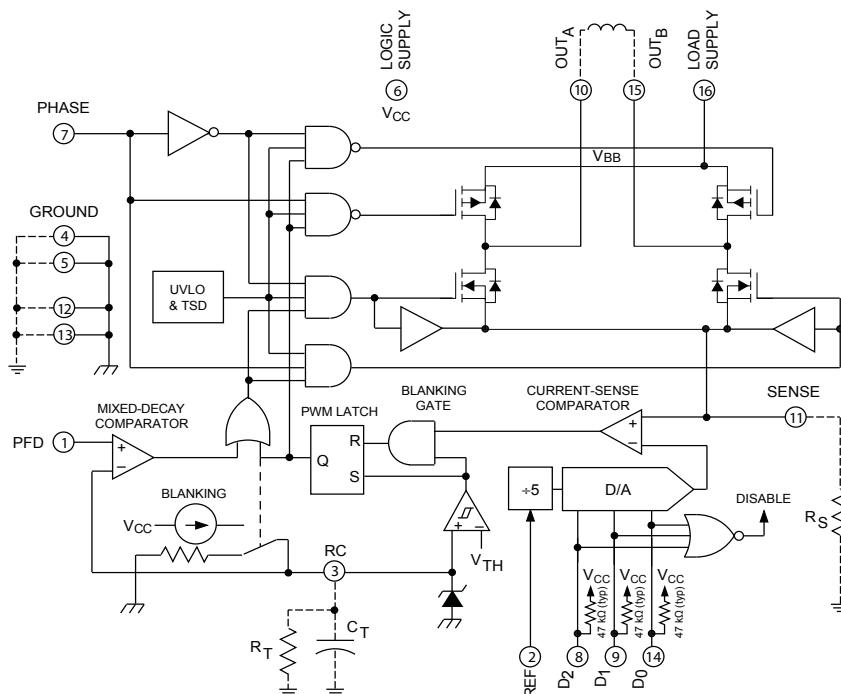 LOGIC
SUPPLY
6
VCC
OUTA
10
OUTB
15
LOAD
SUPPLY
16
PHASE
7
VBB
GROUND
4
5
12
13
UVLO
& TSD
MIXED-DECAY
COMPARATOR
PFD 1
+
−
PWM LATCH
R
Q
S
BLANKING
GATE
CURRENT-SENSE
COMPARATOR
+
−
SENSE
11
BLANKING
VCC
RC
3
+ −
VTH
÷5
D/A
DISABLE
RS
RT
CT
VCC
47 kΩ (typ)
VCC
47 kΩ (typ)
VCC
47 kΩ (typ)
2
REF
8
D2
9
D1
14
D0